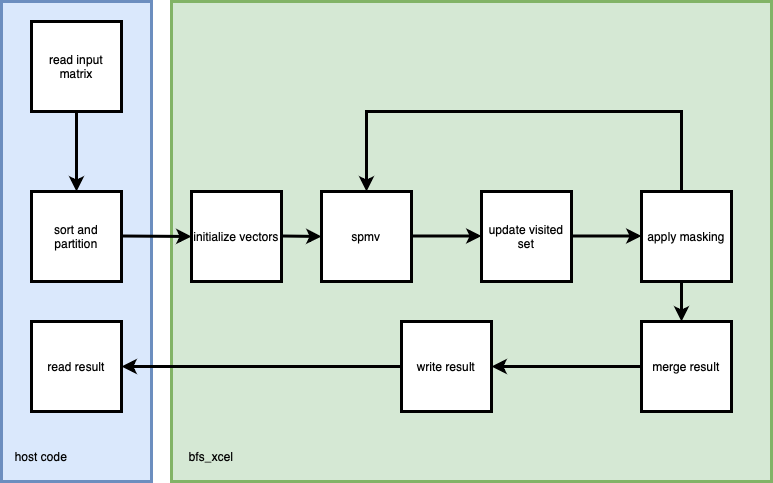 read input
matrix
sort and
partition
initialize vectors
spmv
update visited
set
apply masking
read result
write result
merge result
host code
bfs_xcel